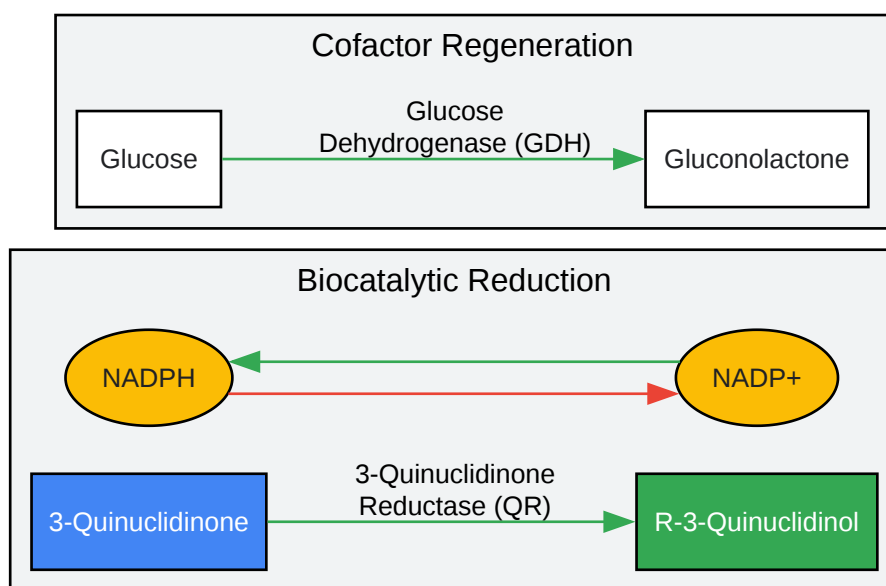 Cofactor Regeneration
Glucose
Glucose
Dehydrogenase (GDH)
Gluconolactone
Biocatalytic Reduction
NADPH
NADP+
3-Quinuclidinone
3-Quinuclidinone
Reductase (QR)
R-3-Quinuclidinol